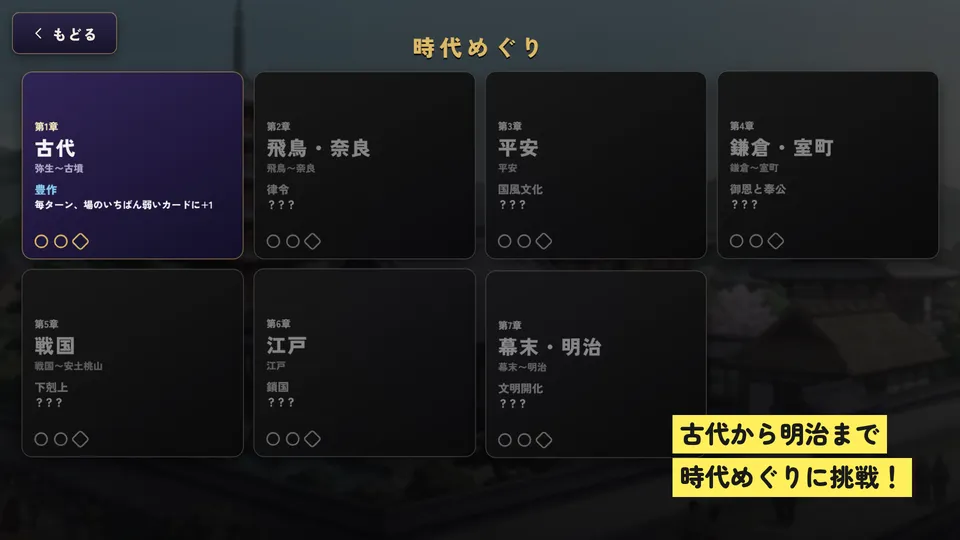 もどる
時代めぐり
第1章
古代
弥生〜古墳
豊作
毎ターン、場のいちばん弱いカードに+1
第2章
飛鳥・奈良
飛鳥〜奈良
律令
？？？
第3章
平安
平安
国風文化
？？？
第4章
鎌倉・室町
鎌倉〜室町
御恩と奉公
？？？
第5章
戦国
戦国〜安土桃山
下剋上
？？？
第6章
江戸
江戸
鎖国
？？？
第7章
幕末・明治
幕末〜明治
文明開化
？？？
古代から明治まで
時代めぐりに挑戦！